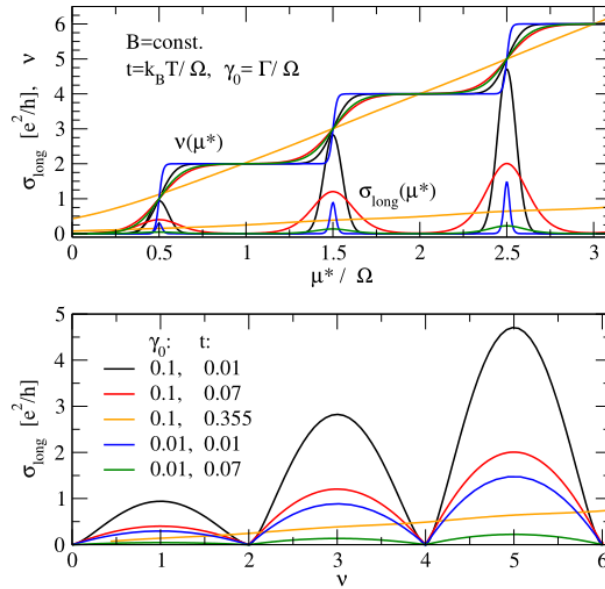 6
5
4
3
2
1
0
σ_long [e²/h], ν
B=const.
t=k_B T/ Ω, γ_0= Γ/ Ω
ν(μ*)
σ_long(μ*)
0 0.5 1 1.5 2 2.5 3
μ*/ Ω
5
4
3
2
1
0
σ_long [e²/h]
γ_0: t:
0.1, 0.01
0.1, 0.07
0.1, 0.355
0.01, 0.01
0.01, 0.07
0 1 2 3 4 5 6
ν